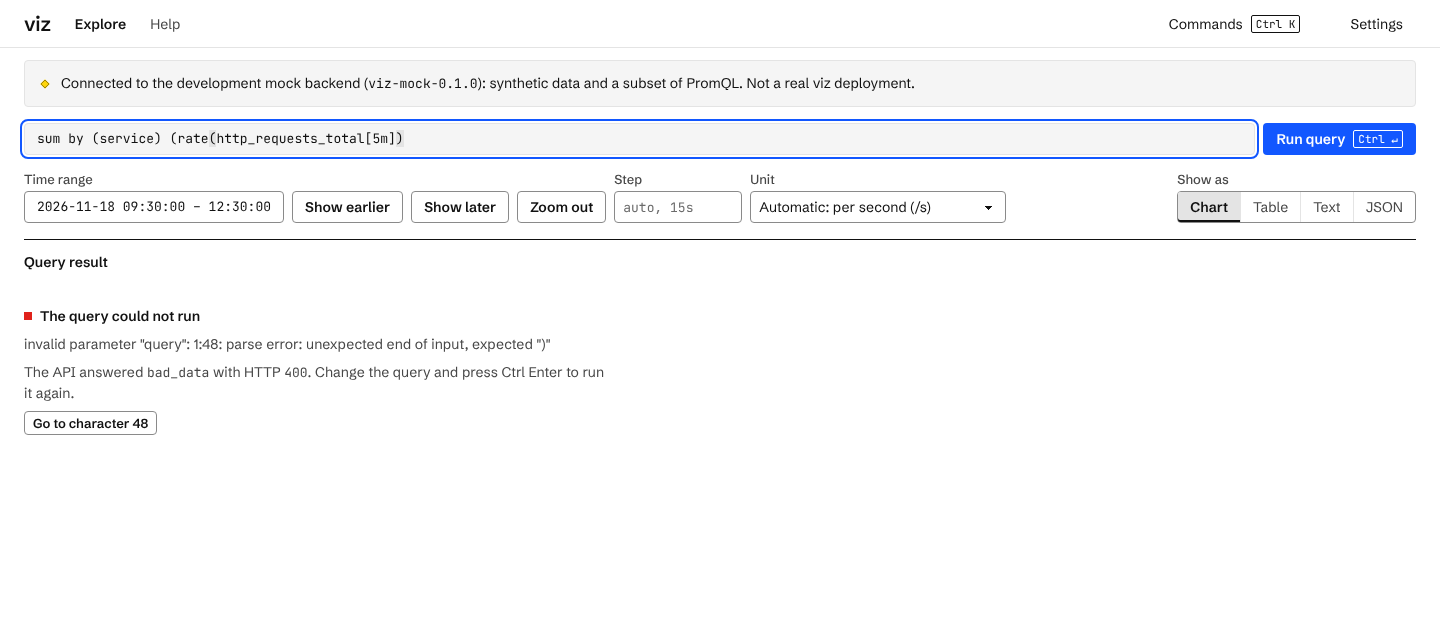 viz Explore Help Commands Ctrl K Settings
Connected to the development mock backend (viz-mock-0.1.0): synthetic data and a subset of PromQL. Not a real viz deployment.
sum by (service) (rate(http_requests_total[5m]) Run query Ctrl ↵
Time range Step Unit Show as
2026-11-18 09:30:00 – 12:30:00 Show earlier Show later Zoom out auto, 15s Automatic: per second (/s) Chart Table Text JSON
Query result
The query could not run
invalid parameter "query": 1:48: parse error: unexpected end of input, expected ")"
The API answered bad_data with HTTP 400. Change the query and press Ctrl Enter to run
it again.
Go to character 48